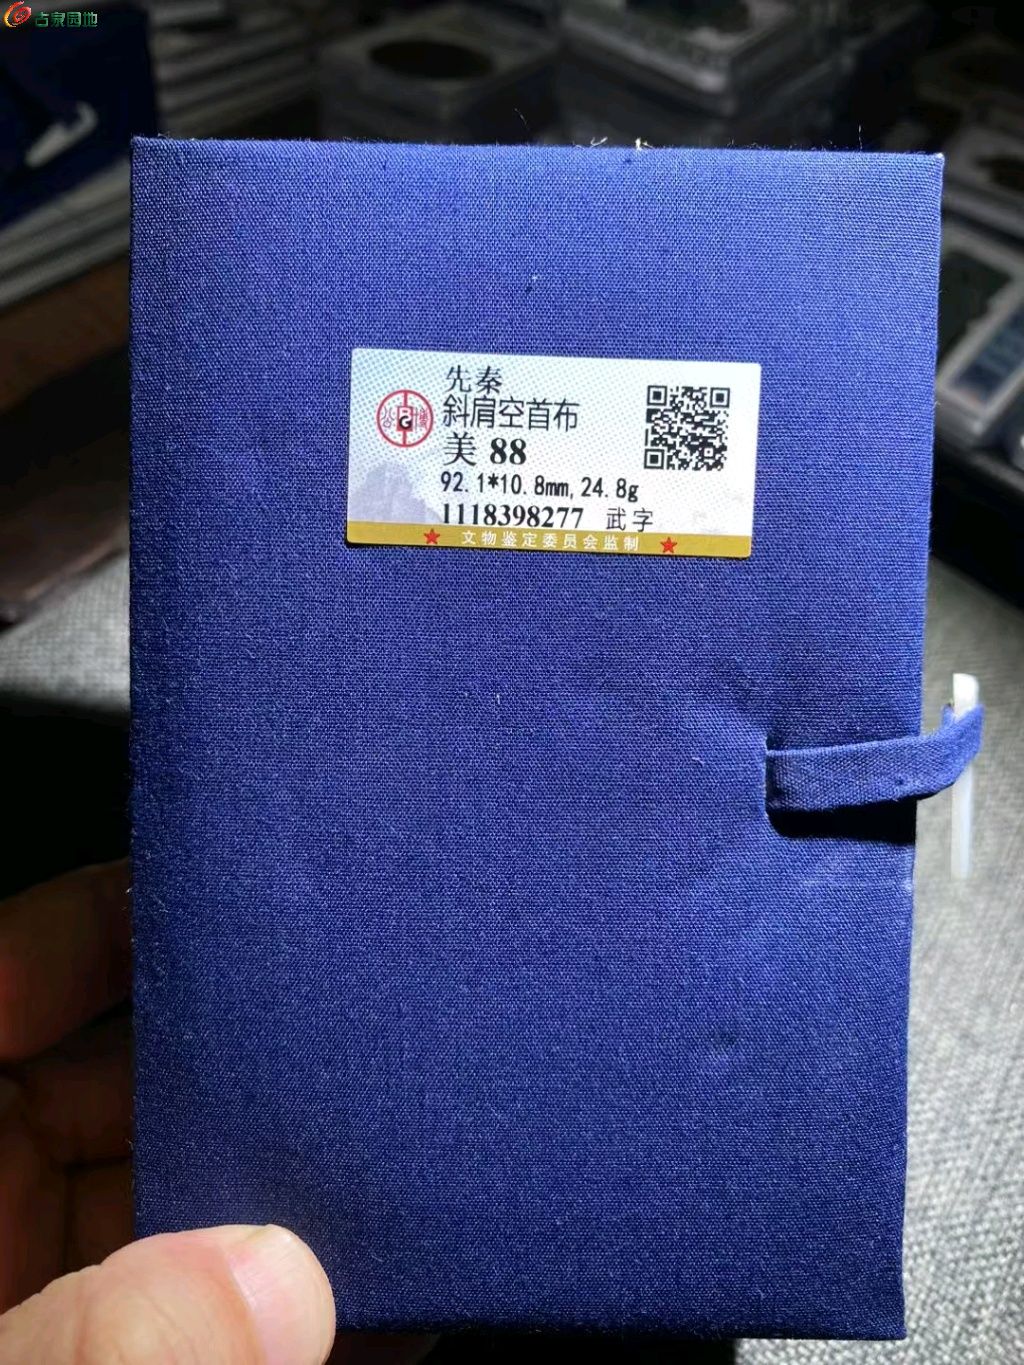 古泉园地
先秦
斜肩空首布
美 88
92.1*10.8mm,24.8g
1118398277 武字
文物鉴定委员会监制